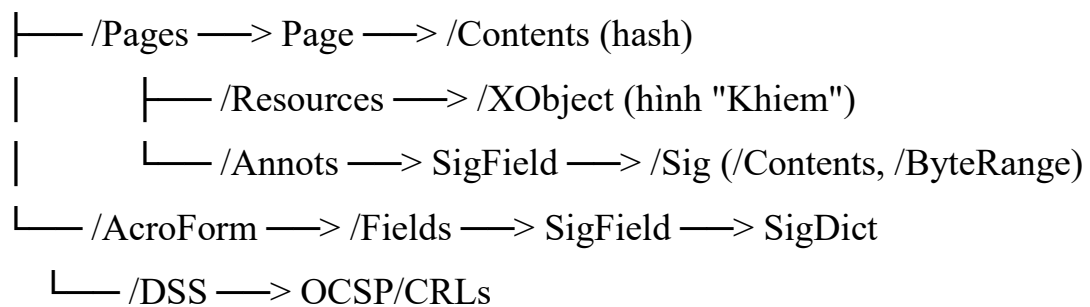 ├── /Pages ──> Page ──> /Contents (hash)
│ ├── /Resources ──> /XObject (hình "Khiem")
│ └── /Annots ──> SigField ──> /Sig (/Contents, /ByteRange)
└── /AcroForm ──> /Fields ──> SigField ──> SigDict
└── /DSS ──> OCSP/CRLs